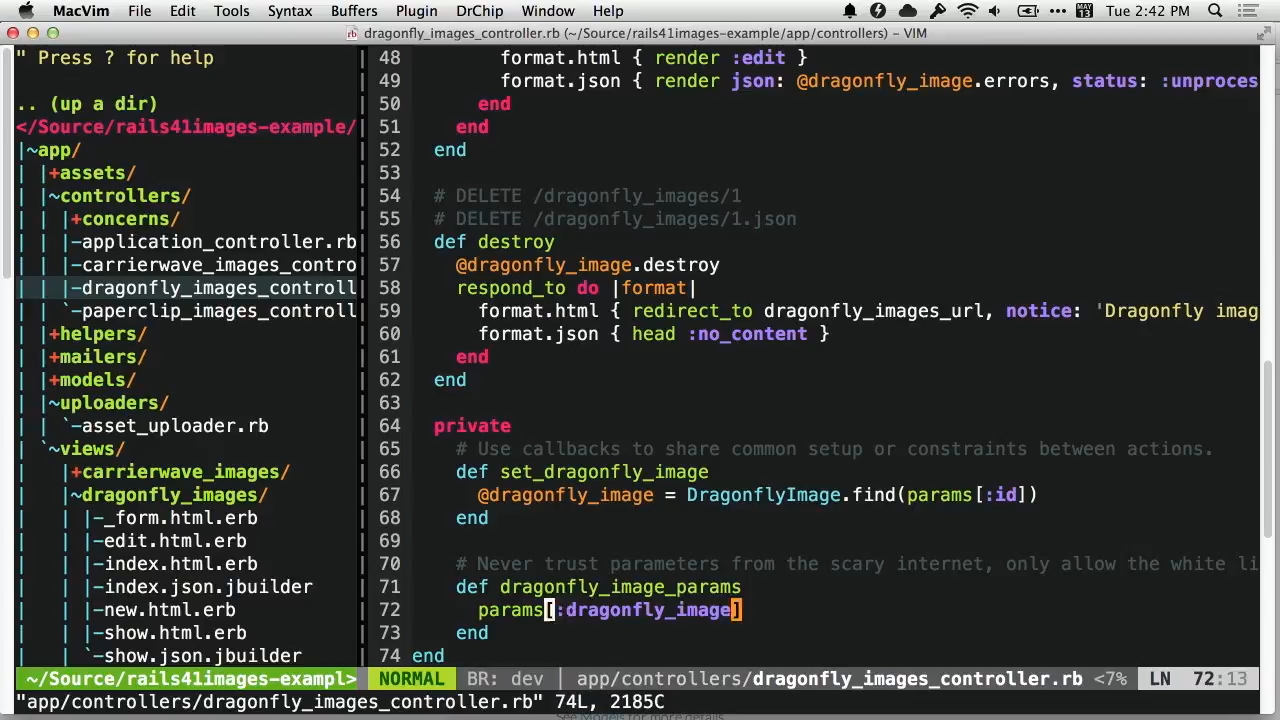 MacVim File Edit Tools Syntax Buffers Plugin DrChip Window Help MAY 13 Tue 2:42 PM
dragonfly_images_controller.rb (~/Source/rails41images-example/app/controllers) – VIM
" Press ? for help
.. (up a dir)
</Source/rails41images-example/
|~app/
| |+assets/
| |~controllers/
| | |+concerns/
| | |-application_controller.rb
| | |-carrierwave_images_contro
| | |-dragonfly_images_controll
| | `-paperclip_images_controll
| |+helpers/
| |+mailers/
| |+models/
| |~uploaders/
| | `-asset_uploader.rb
| `~views/
|   |+carrierwave_images/
|   |~dragonfly_images/
|   | |-_form.html.erb
|   | |-edit.html.erb
|   | |-index.html.erb
|   | |-index.json.jbuilder
|   | |-new.html.erb
|   | |-show.html.erb
|   | `-show.json.jbuilder
48         format.html { render :edit }
49         format.json { render json: @dragonfly_image.errors, status: :unproces
50       end
51     end
52   end
53
54   # DELETE /dragonfly_images/1
55   # DELETE /dragonfly_images/1.json
56   def destroy
57     @dragonfly_image.destroy
58     respond_to do |format|
59       format.html { redirect_to dragonfly_images_url, notice: 'Dragonfly imag
60       format.json { head :no_content }
61     end
62   end
63
64   private
65     # Use callbacks to share common setup or constraints between actions.
66     def set_dragonfly_image
67       @dragonfly_image = DragonflyImage.find(params[:id])
68     end
69
70     # Never trust parameters from the scary internet, only allow the white li
71     def dragonfly_image_params
72       params[:dragonfly_image]
73     end
74 end
~/Source/rails41images-exampl> NORMAL BR: dev | app/controllers/dragonfly_images_controller.rb <7% LN 72:13
"app/controllers/dragonfly_images_controller.rb" 74L, 2185C
See Models for more details